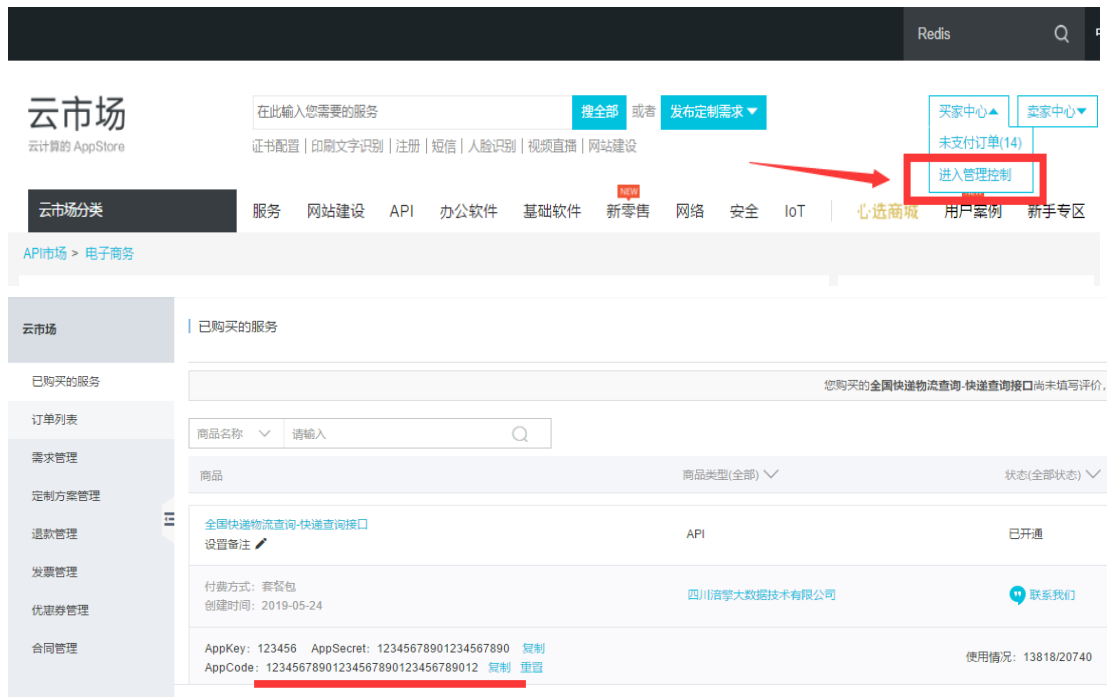 Redis
云市场
云计算的 AppStore
在此输入您需要的服务 搜全部 或者 发布定制需求
买家中心 卖家中心
未支付订单(14)
进入管理控制
证书配置 | 印刷文字识别 | 注册 | 短信 | 人脸识别 | 视频直播 | 网站建设
NEW
云市场分类 服务 网站建设 API 办公软件 基础软件 新零售 网络 安全 IoT 心选商城 用户案例 新手专区
API市场 > 电子商务
云市场
已购买的服务
订单列表
需求管理
定制方案管理
退款管理
发票管理
优惠券管理
合同管理
已购买的服务
您购买的全国快递物流查询-快递查询接口尚未填写评价,
商品名称 请输入
商品 商品类型(全部) 状态(全部状态)
全国快递物流查询-快递查询接口 API 已开通
设置备注
付费方式: 套餐包
创建时间: 2019-05-24
四川涪擎大数据技术有限公司 联系我们
AppKey: 123456 AppSecret: 12345678901234567890 复制
AppCode: 12345678901234567890123456789012 复制 重置
使用情况: 13818/20740